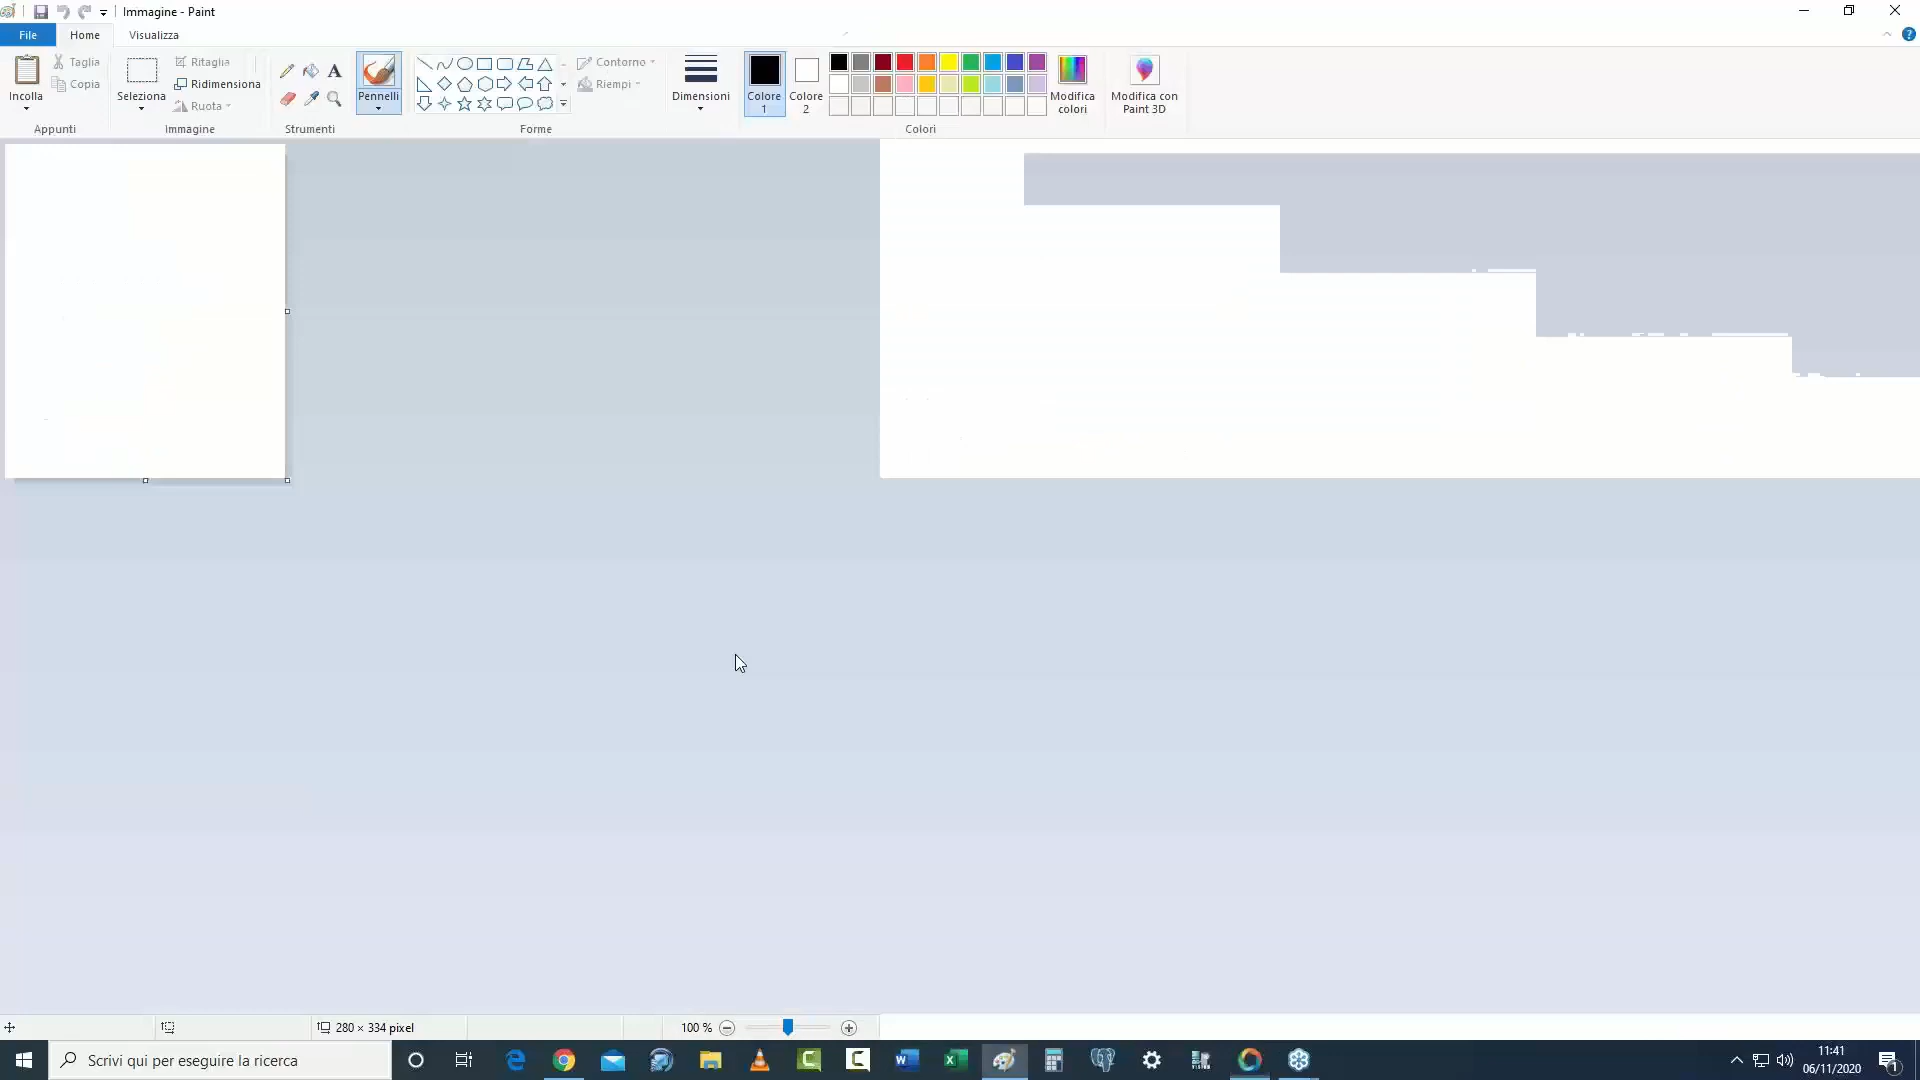 Immagine - Paint
File
Home
Visualizza
Incolla
Taglia
Copia
Appunti
Seleziona
Ritaglia
Ridimensiona
Ruota
Immagine
A
Strumenti
Pennelli
Forme
Contorno
Riempi
Dimensioni
Colore
1
Colore
2
Modifica
colori
Colori
Modifica con
Paint 3D
280 × 334 pixel
100 %
Scrivi qui per eseguire la ricerca
11:41
06/11/2020
1